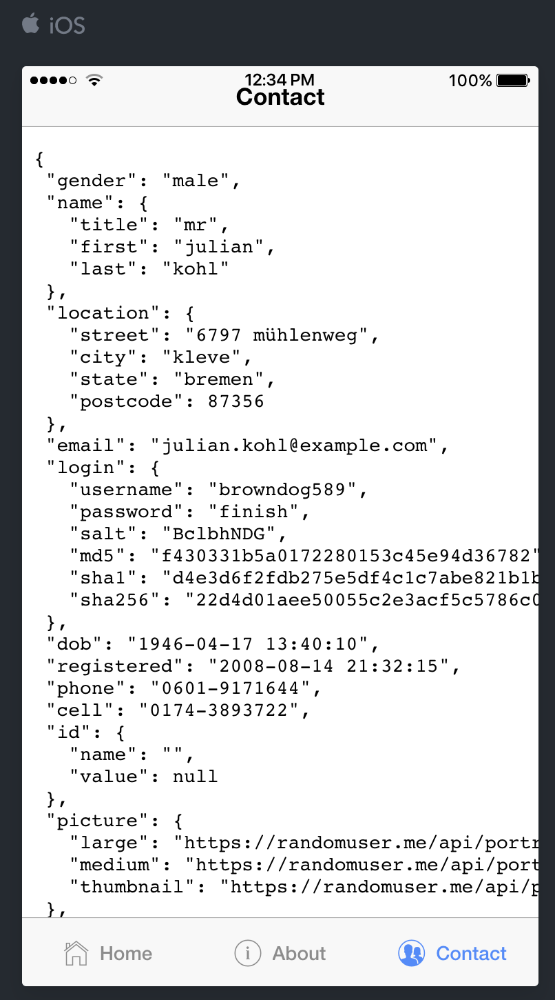 iOS
12:34 PM
100%
Contact
{
"gender": "male",
"name": {
"title": "mr",
"first": "julian",
"last": "kohl"
},
"location": {
"street": "6797 mühlenweg",
"city": "kleve",
"state": "bremen",
"postcode": 87356
},
"email": "julian.kohl@example.com",
"login": {
"username": "browndog589",
"password": "finish",
"salt": "BclbhNDG",
"md5": "f430331b5a0172280153c45e94d36782"
"sha1": "d4e3d6f2fdb275e5df4c1c7abe821b1b
"sha256": "22d4d01aee50055c2e3acf5c5786c0
},
"dob": "1946-04-17 13:40:10",
"registered": "2008-08-14 21:32:15",
"phone": "0601-9171644",
"cell": "0174-3893722",
"id": {
"name": "",
"value": null
},
"picture": {
"large": "https://randomuser.me/api/portr
"medium": "https://randomuser.me/api/port
"thumbnail": "https://randomuser.me/api/p
},
Home
About
Contact